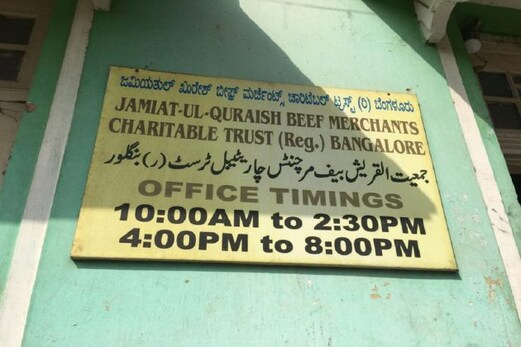 ಜಮಿಯತುಲ್ ಖುರೇಶ್ ಬೀಫ್ ಮರ್ಚೆಂಟ್ಸ್ ಚಾರಿಟೆಬಲ್ ಟ್ರಸ್ಟ್ (ರಿ) ಬೆಂಗಳೂರು
JAMIAT-UL-QURAISH BEEF MERCHANTS
CHARITABLE TRUST (Reg.) BANGALORE
جمعیت القریش بیف مرچنٹس چاریٹیبل ٹرسٹ (ر) بنگلور
OFFICE TIMINGS
10:00AM to 2:30PM
4:00PM to 8:00PM